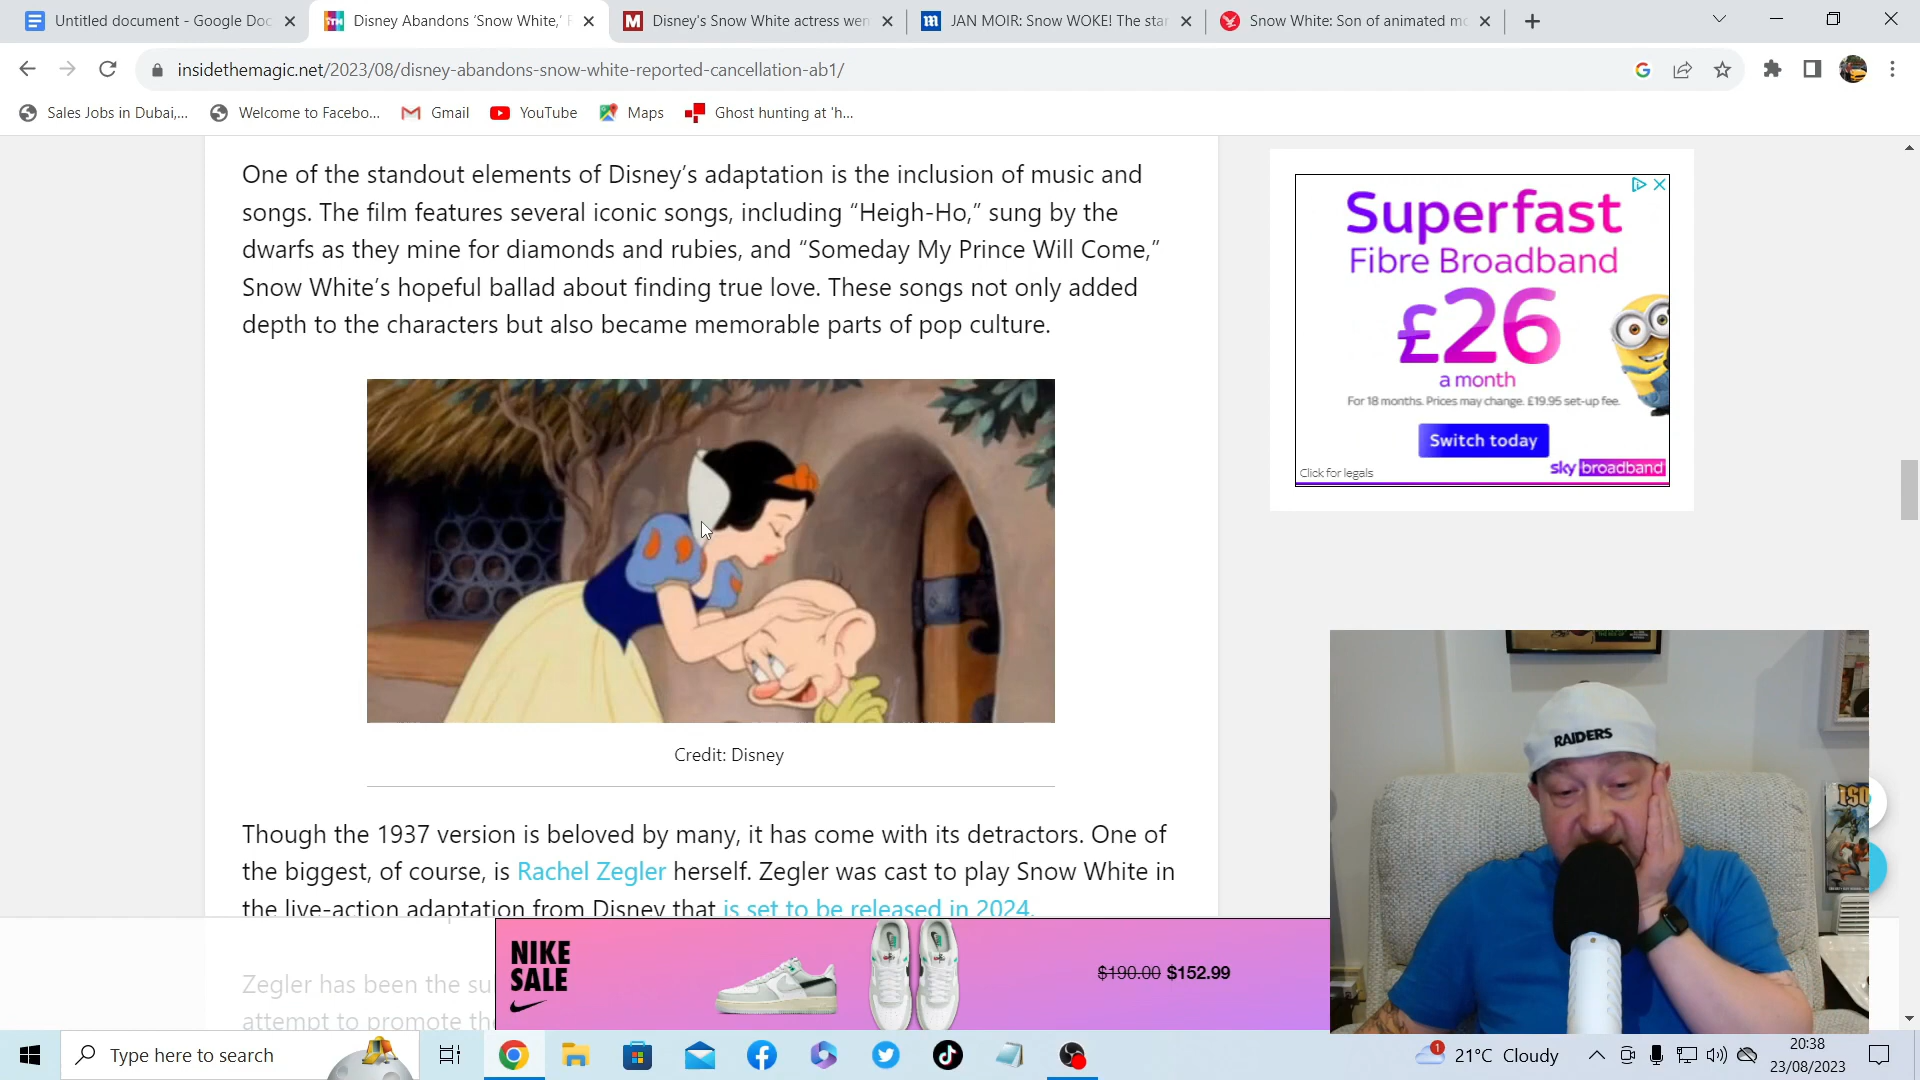 Untitled document - Google Doc
Disney Abandons ‘Snow White,’
Disney's Snow White actress wen
JAN MOIR: Snow WOKE! The star
Snow White: Son of animated mo
insidethemagic.net/2023/08/disney-abandons-snow-white-reported-cancellation-ab1/
Sales Jobs in Dubai,...
Welcome to Facebo...
Gmail
YouTube
Maps
Ghost hunting at 'h...
One of the standout elements of Disney’s adaptation is the inclusion of music and
songs. The film features several iconic songs, including “Heigh-Ho,” sung by the
dwarfs as they mine for diamonds and rubies, and “Someday My Prince Will Come,”
Snow White’s hopeful ballad about finding true love. These songs not only added
depth to the characters but also became memorable parts of pop culture.
Credit: Disney
Though the 1937 version is beloved by many, it has come with its detractors. One of
the biggest, of course, is Rachel Zegler herself. Zegler was cast to play Snow White in
the live-action adaptation from Disney that is set to be released in 2024.
Zegler has been the su
attempt to promote the
Superfast
Fibre Broadband
£26
a month
For 18 months. Prices may change. £19.95 set-up fee.
Switch today
Click for legals
sky broadband
RAIDERS
ISO
NIKE
SALE
$190.00 $152.99
Type here to search
1
21°C Cloudy
20:38
23/08/2023